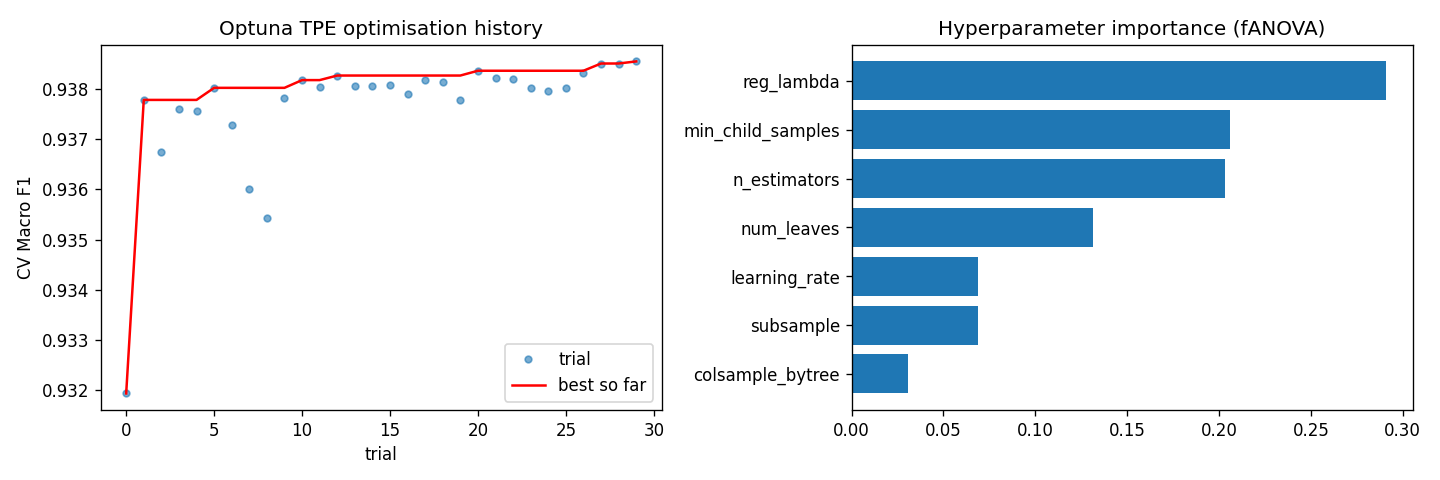 Optuna TPE optimisation history
CV Macro F1
0.938
0.937
0.936
0.935
0.934
0.933
0.932
0 5 10 15 20 25 30
trial
trial
best so far
Hyperparameter importance (fANOVA)
reg_lambda
min_child_samples
n_estimators
num_leaves
learning_rate
subsample
colsample_bytree
0.00 0.05 0.10 0.15 0.20 0.25 0.30